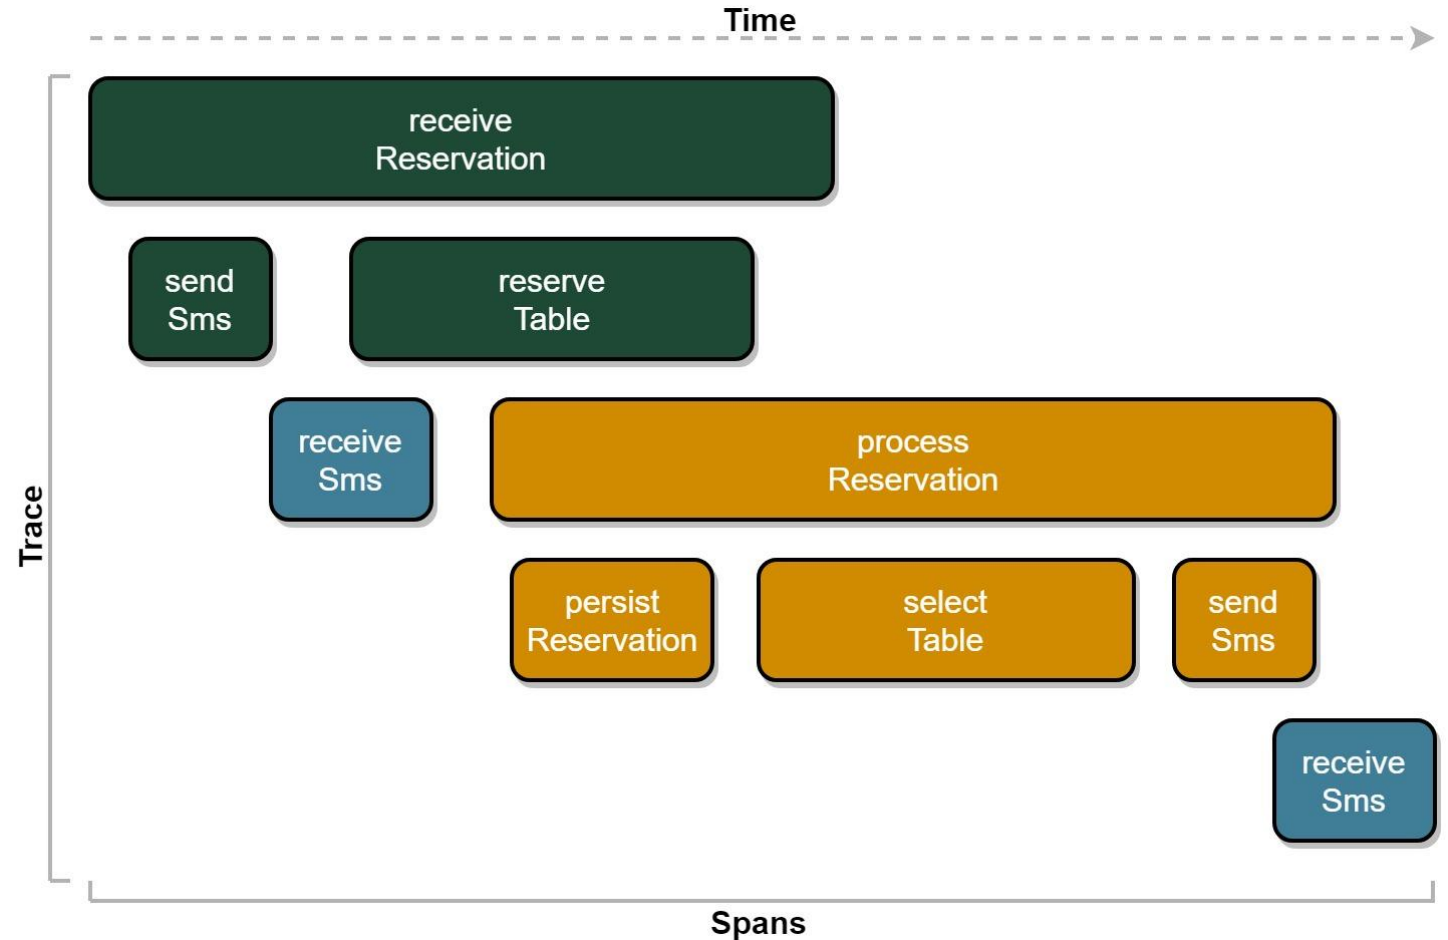 Time
receive
Reservation
send
Sms
reserve
Table
receive
Sms
process
Reservation
persist
Reservation
select
Table
send
Sms
receive
Sms
Trace
Spans